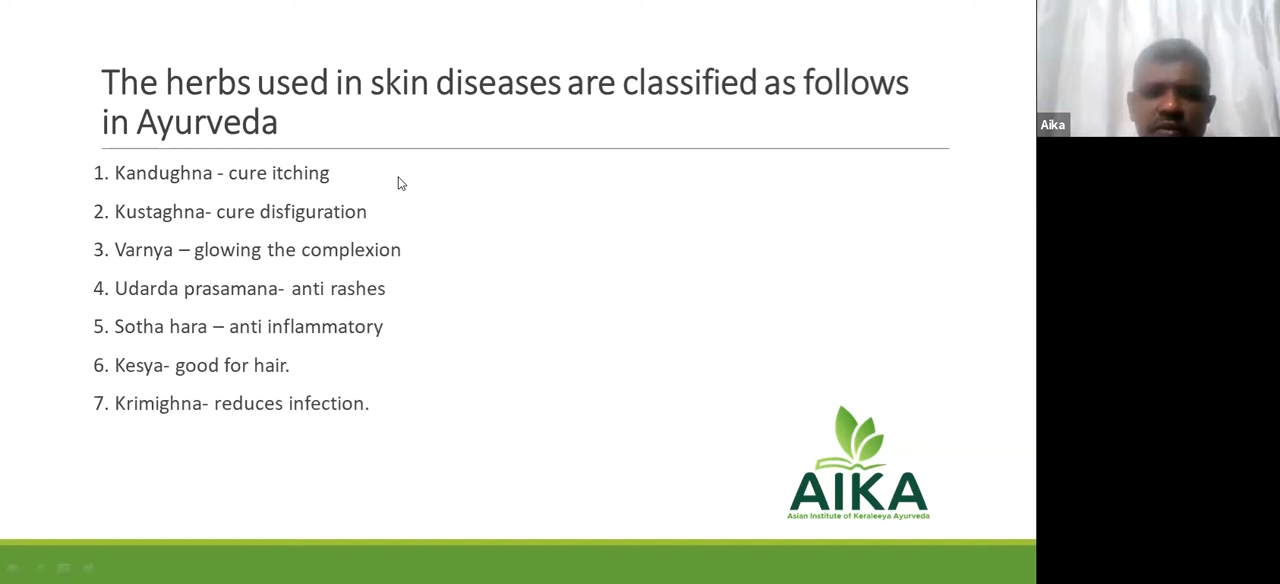 The herbs used in skin diseases are classified as follows
in Ayurveda
1. Kandughna - cure itching
2. Kustaghna- cure disfiguration
3. Varnya – glowing the complexion
4. Udarda prasamana- anti rashes
5. Sotha hara – anti inflammatory
6. Kesya- good for hair.
7. Krimighna- reduces infection.
AIKA
Asian Institute of Keraleeya Ayurveda
Aika